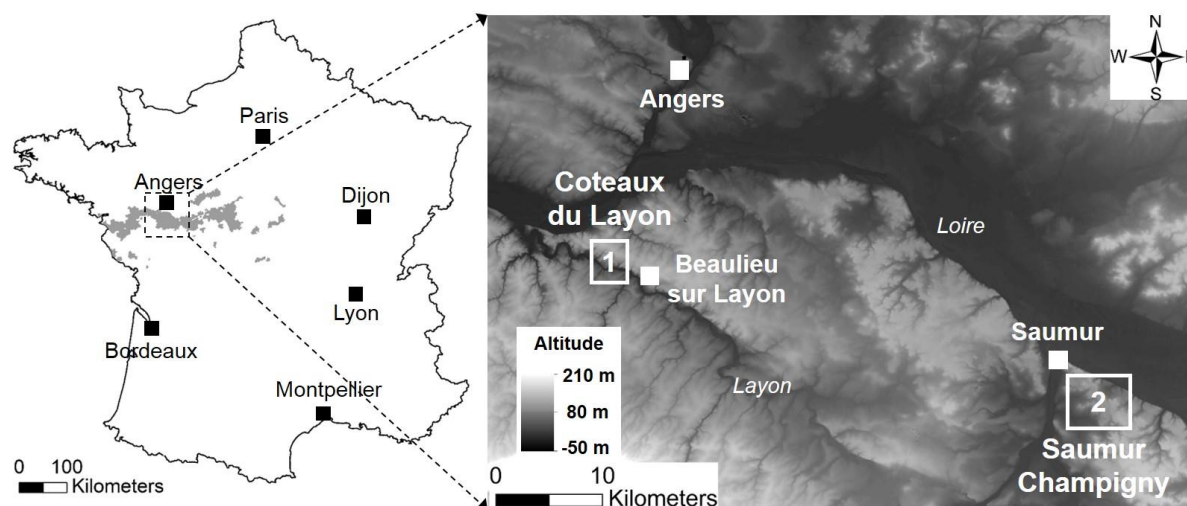 Paris
Angers
Dijon
Lyon
Bordeaux
Montpellier
0 100
Kilometers
N
W
S
Angers
Coteaux
du Layon
Loire
1
Beaulieu
sur Layon
Saumur
Altitude
210 m
80 m
-50 m
Layon
2
Saumur
Champigny
0 10
Kilometers